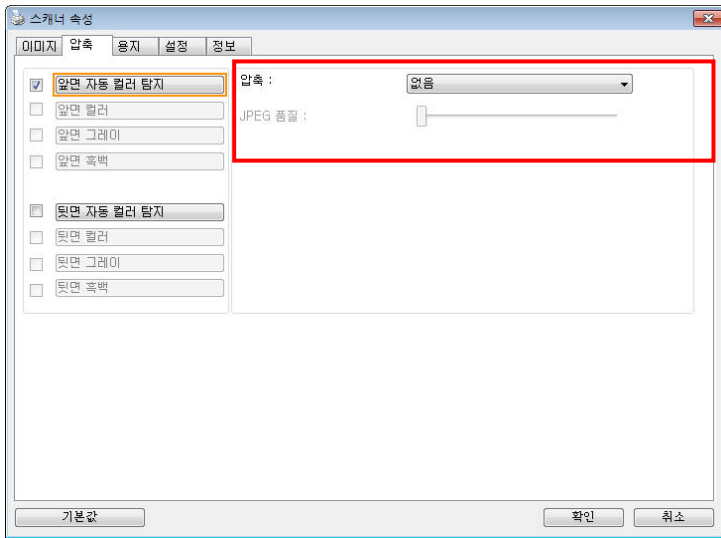 스캐너 속성
이미지 압축 용지 설정 정보
앞면 자동 컬러 탐지
앞면 컬러
앞면 그레이
앞면 흑백
뒷면 자동 컬러 탐지
뒷면 컬러
뒷면 그레이
뒷면 흑백
압축 : 없음
JPEG 품질 :
기본값 확인 취소